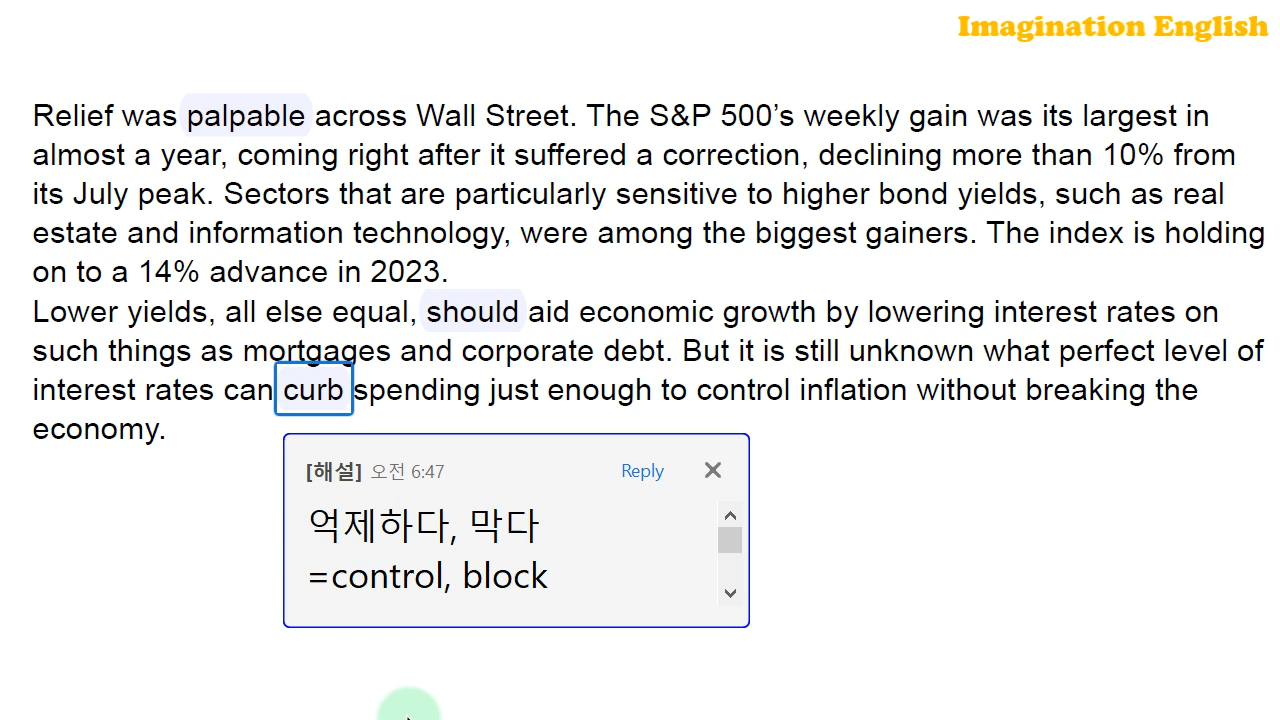 Imagination English
Relief was palpable across Wall Street. The S&P 500’s weekly gain was its largest in
almost a year, coming right after it suffered a correction, declining more than 10% from
its July peak. Sectors that are particularly sensitive to higher bond yields, such as real
estate and information technology, were among the biggest gainers. The index is holding
on to a 14% advance in 2023.
Lower yields, all else equal, should aid economic growth by lowering interest rates on
such things as mortgages and corporate debt. But it is still unknown what perfect level of
interest rates can curb spending just enough to control inflation without breaking the
economy.
[해설] 오전 6:47 Reply
억제하다, 막다
=control, block